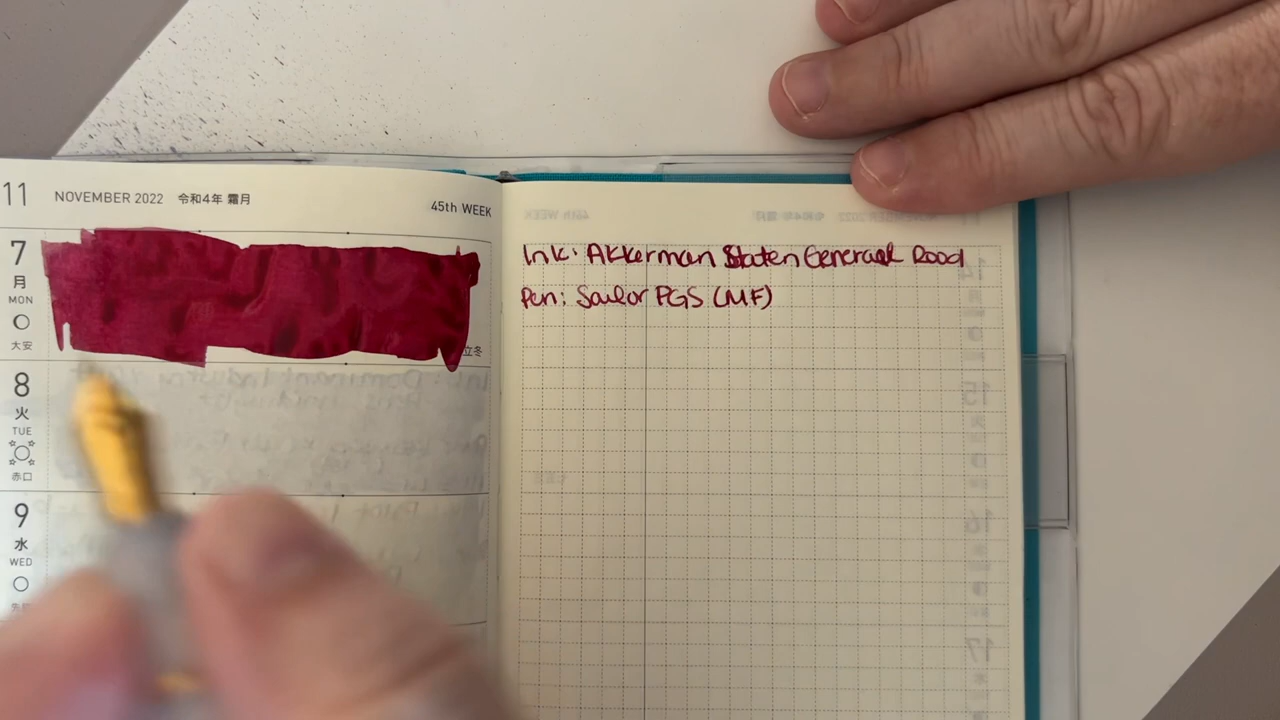 11 NOVEMBER 2022 令和4年 霜月 45th WEEK
7
月
MON
大安
立冬
8
火
TUE
赤口
9
水
WED
Ink: Akkerman Staten Generaal Rood
Pen: Sailor PGS (MF)